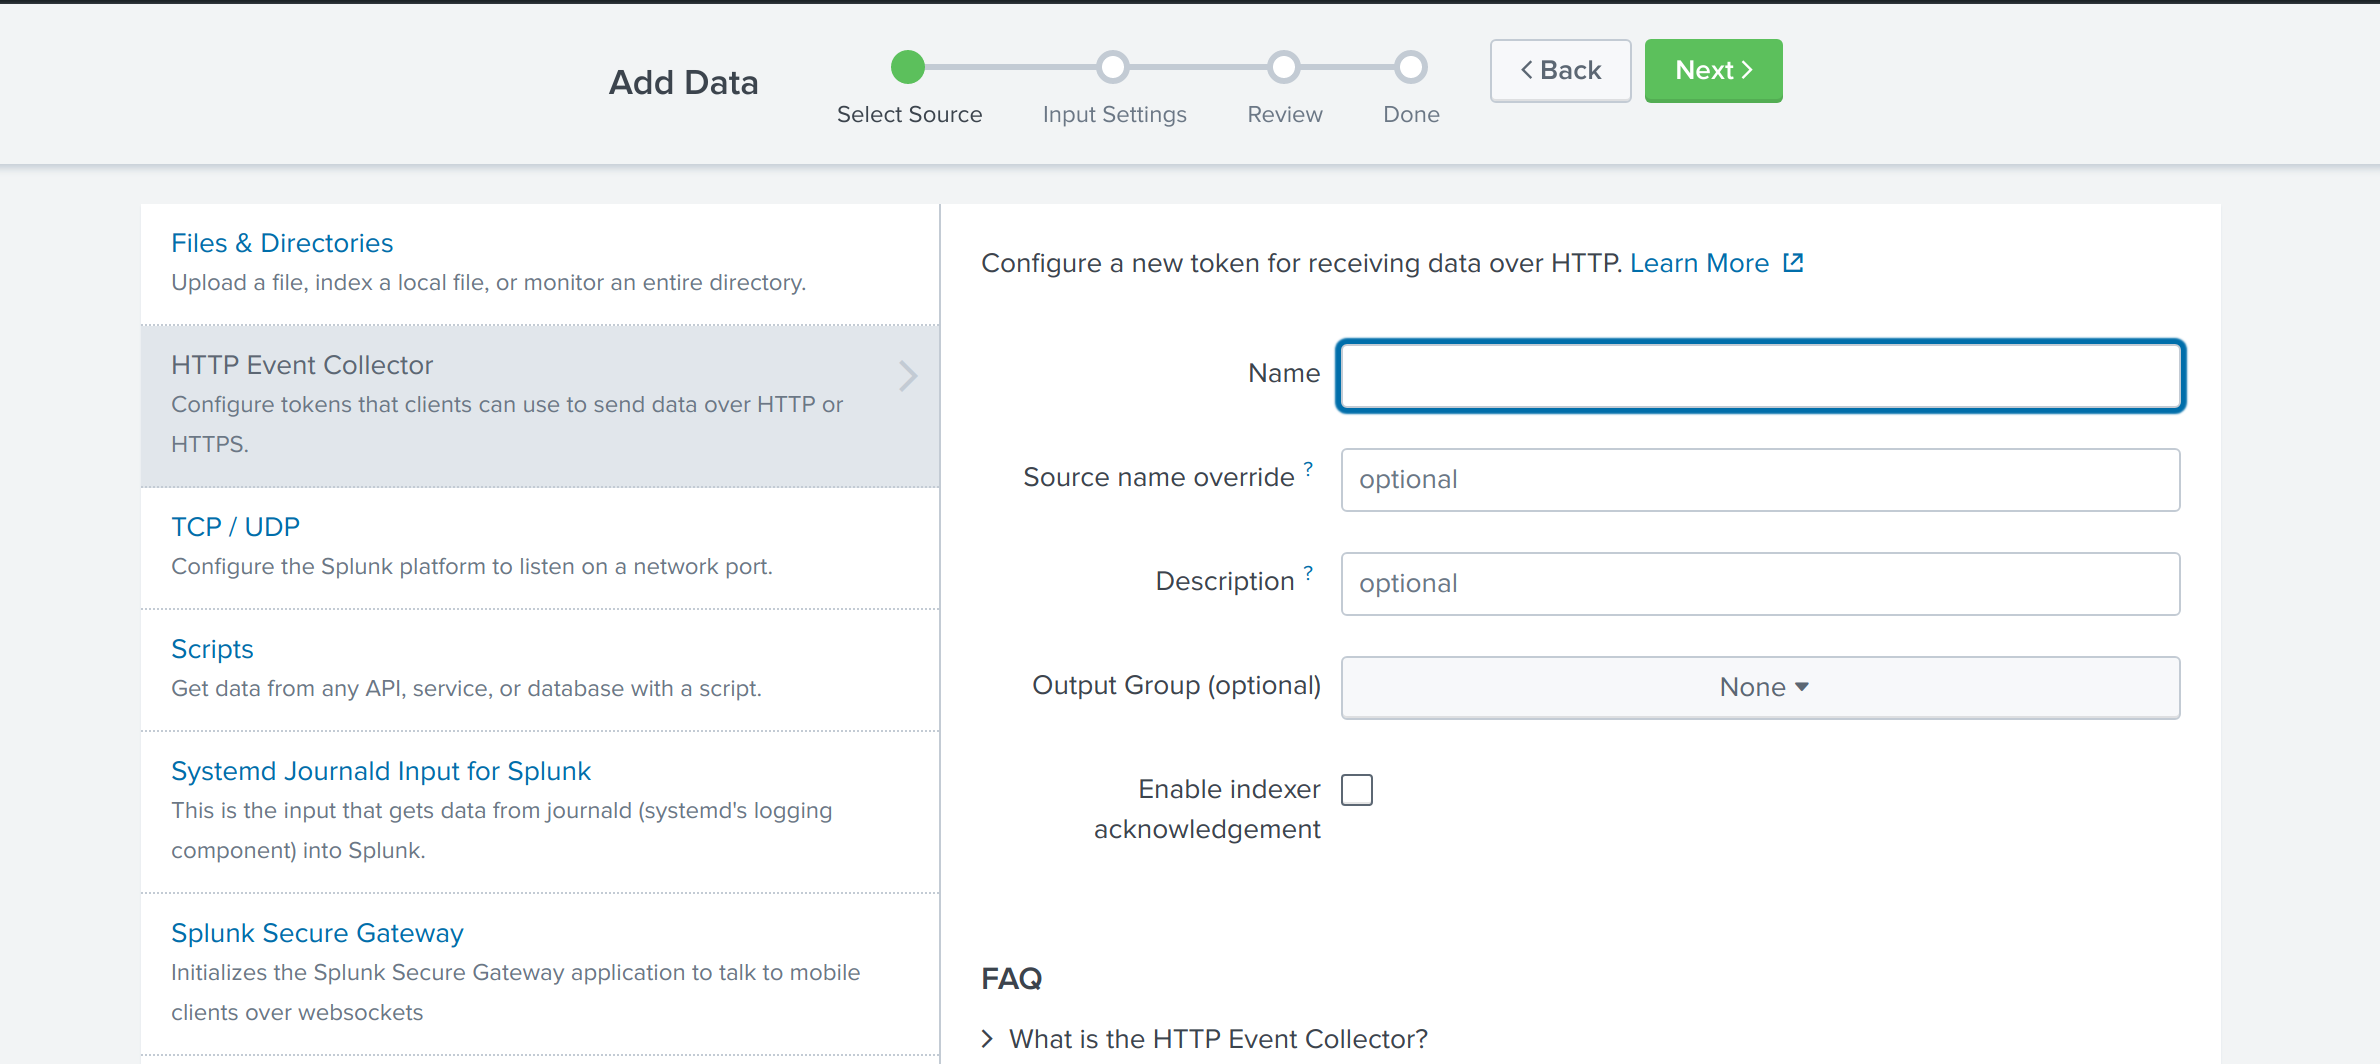 Add Data
Select Source
Input Settings
Review
Done
Back
Next
Files & Directories
Upload a file, index a local file, or monitor an entire directory.
HTTP Event Collector
Configure tokens that clients can use to send data over HTTP or
HTTPS.
TCP / UDP
Configure the Splunk platform to listen on a network port.
Scripts
Get data from any API, service, or database with a script.
Systemd Journald Input for Splunk
This is the input that gets data from journald (systemd's logging
component) into Splunk.
Splunk Secure Gateway
Initializes the Splunk Secure Gateway application to talk to mobile
clients over websockets
Configure a new token for receiving data over HTTP. Learn More
Name
Source name override ? optional
Description ? optional
Output Group (optional) None
Enable indexer
acknowledgement
FAQ
What is the HTTP Event Collector?